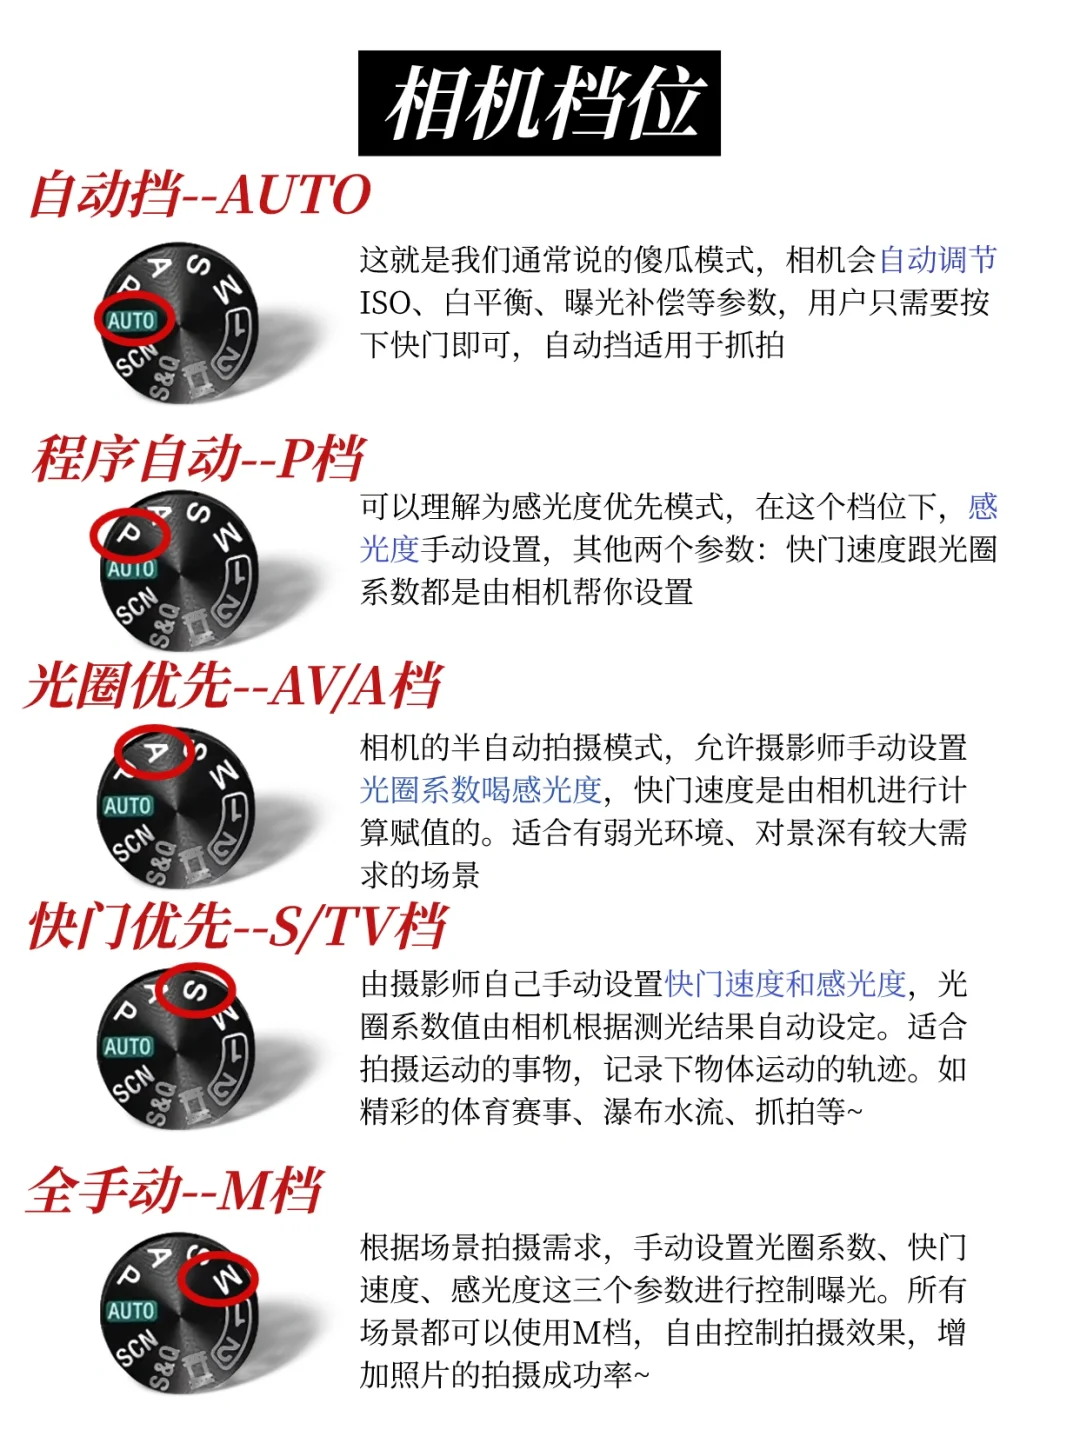 相机档位
自动挡--AUTO
A S M P AUTO 1 2 SCN S&Q
这就是我们通常说的傻瓜模式，相机会自动调节
ISO、白平衡、曝光补偿等参数，用户只需要按
下快门即可，自动挡适用于抓拍
程序自动--P档
A S M P AUTO 1 2 SCN S&Q
可以理解为感光度优先模式，在这个档位下，感
光度手动设置，其他两个参数：快门速度跟光圈
系数都是由相机帮你设置
光圈优先--AV/A档
A S M P AUTO 1 2 SCN S&Q
相机的半自动拍摄模式，允许摄影师手动设置
光圈系数喝感光度，快门速度是由相机进行计
算赋值的。适合有弱光环境、对景深有较大需
求的场景
快门优先--S/TV档
A S M P AUTO 1 2 SCN S&Q
由摄影师自己手动设置快门速度和感光度，光
圈系数值由相机根据测光结果自动设定。适合
拍摄运动的事物，记录下物体运动的轨迹。如
精彩的体育赛事、瀑布水流、抓拍等~
全手动--M档
A S M P AUTO 1 2 SCN S&Q
根据场景拍摄需求，手动设置光圈系数、快门
速度、感光度这三个参数进行控制曝光。所有
场景都可以使用M档，自由控制拍摄效果，增
加照片的拍摄成功率~